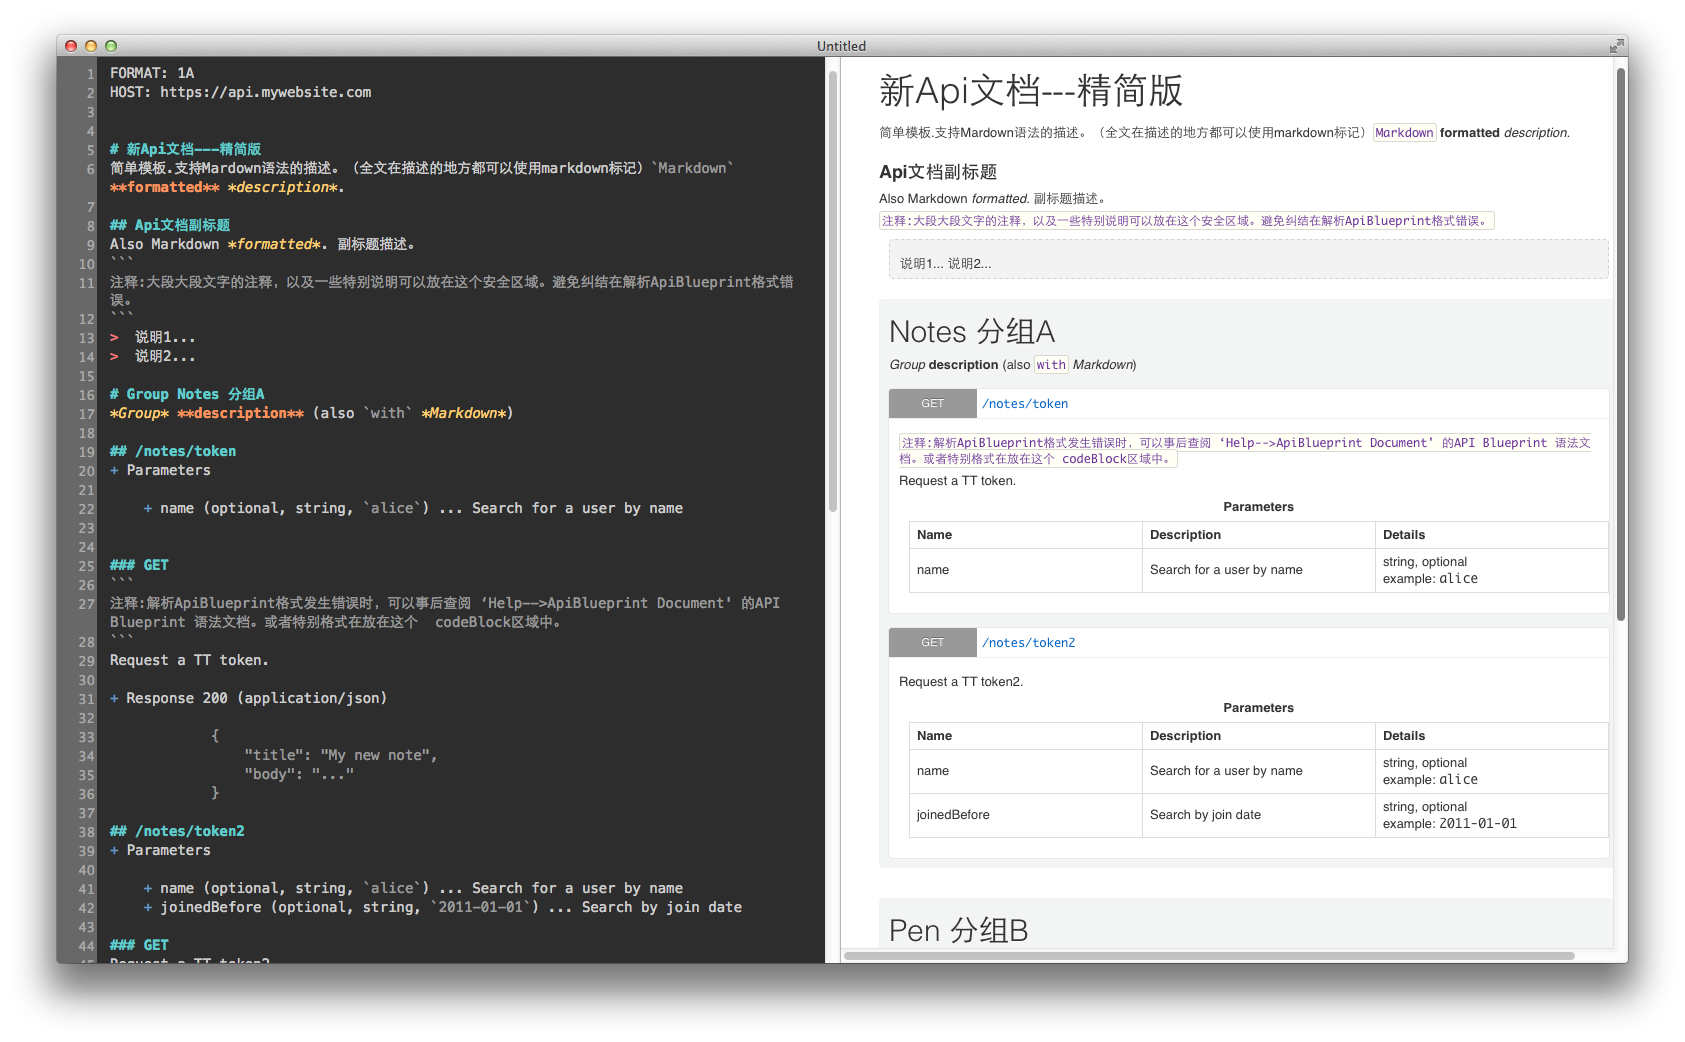 Untitled
1 FORMAT: 1A
2 HOST: https://api.mywebsite.com
3
4
5 # 新Api文档---精简版
6 简单模板.支持Mardown语法的描述。（全文在描述的地方都可以使用markdown标记）`Markdown`
**formatted** *description*.
7
8 ## Api文档副标题
9 Also Markdown *formatted*. 副标题描述。
10 ```
11 注释:大段大段文字的注释, 以及一些特别说明可以放在这个安全区域。避免纠结在解析ApiBlueprint格式错
误。
12 ```
13 > 说明1...
14 > 说明2...
15
16 # Group Notes 分组A
17 *Group* **description** (also `with` *Markdown*)
18
19 ## /notes/token
20 + Parameters
21
22 + name (optional, string, `alice`) ... Search for a user by name
23
24
25 ### GET
26 ```
27 注释:解析ApiBlueprint格式发生错误时, 可以事后查阅 ‘Help-->ApiBlueprint Document' 的API
Blueprint 语法文档。或者特别格式在放在这个 codeBlock区域中。
28 ```
29 Request a TT token.
30
31 + Response 200 (application/json)
32
33 {
34 "title": "My new note",
35 "body": "..."
36 }
37
38 ## /notes/token2
39 + Parameters
40
41 + name (optional, string, `alice`) ... Search for a user by name
42 + joinedBefore (optional, string, `2011-01-01`) ... Search by join date
43
44 ### GET
45 Request a TT token2
新Api文档---精简版
简单模板.支持Mardown语法的描述。（全文在描述的地方都可以使用markdown标记）Markdown formatted description.
Api文档副标题
Also Markdown formatted. 副标题描述。
注释:大段大段文字的注释, 以及一些特别说明可以放在这个安全区域。避免纠结在解析ApiBlueprint格式错误。
说明1... 说明2...
Notes 分组A
Group description (also with Markdown)
GET /notes/token
注释:解析ApiBlueprint格式发生错误时, 可以事后查阅 ‘Help-->ApiBlueprint Document' 的API Blueprint 语法文
档。或者特别格式在放在这个 codeBlock区域中。
Request a TT token.
Parameters
Name Description Details
name Search for a user by name string, optional
example: alice
GET /notes/token2
Request a TT token2.
Parameters
Name Description Details
name Search for a user by name string, optional
example: alice
joinedBefore Search by join date string, optional
example: 2011-01-01
Pen 分组B